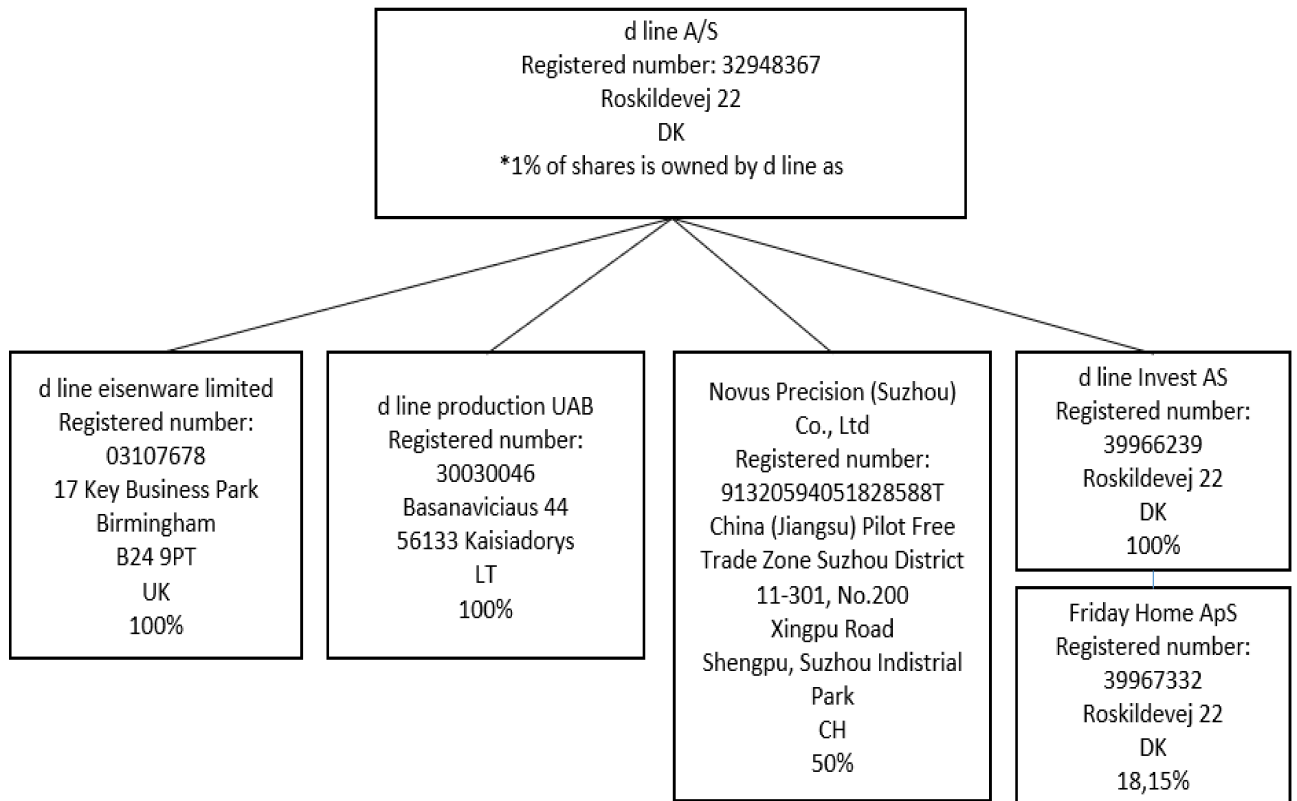 d line A/S
Registered number: 32948367
Roskildevej 22
DK
*1% of shares is owned by d line as
d line eisenware limited
Registered number:
03107678
17 Key Business Park
Birmingham
B24 9PT
UK
100%
d line production UAB
Registered number:
30030046
Basanaviciaus 44
56133 Kaisiadorys
LT
100%
Novus Precision (Suzhou)
Co., Ltd
Registered number:
91320594051828588T
China (Jiangsu) Pilot Free
Trade Zone Suzhou District
11-301, No.200
Xingpu Road
Shengpu, Suzhou Indistrial
Park
CH
50%
d line Invest AS
Registered number:
39966239
Roskildevej 22
DK
100%
Friday Home ApS
Registered number:
39967332
Roskildevej 22
DK
18,15%